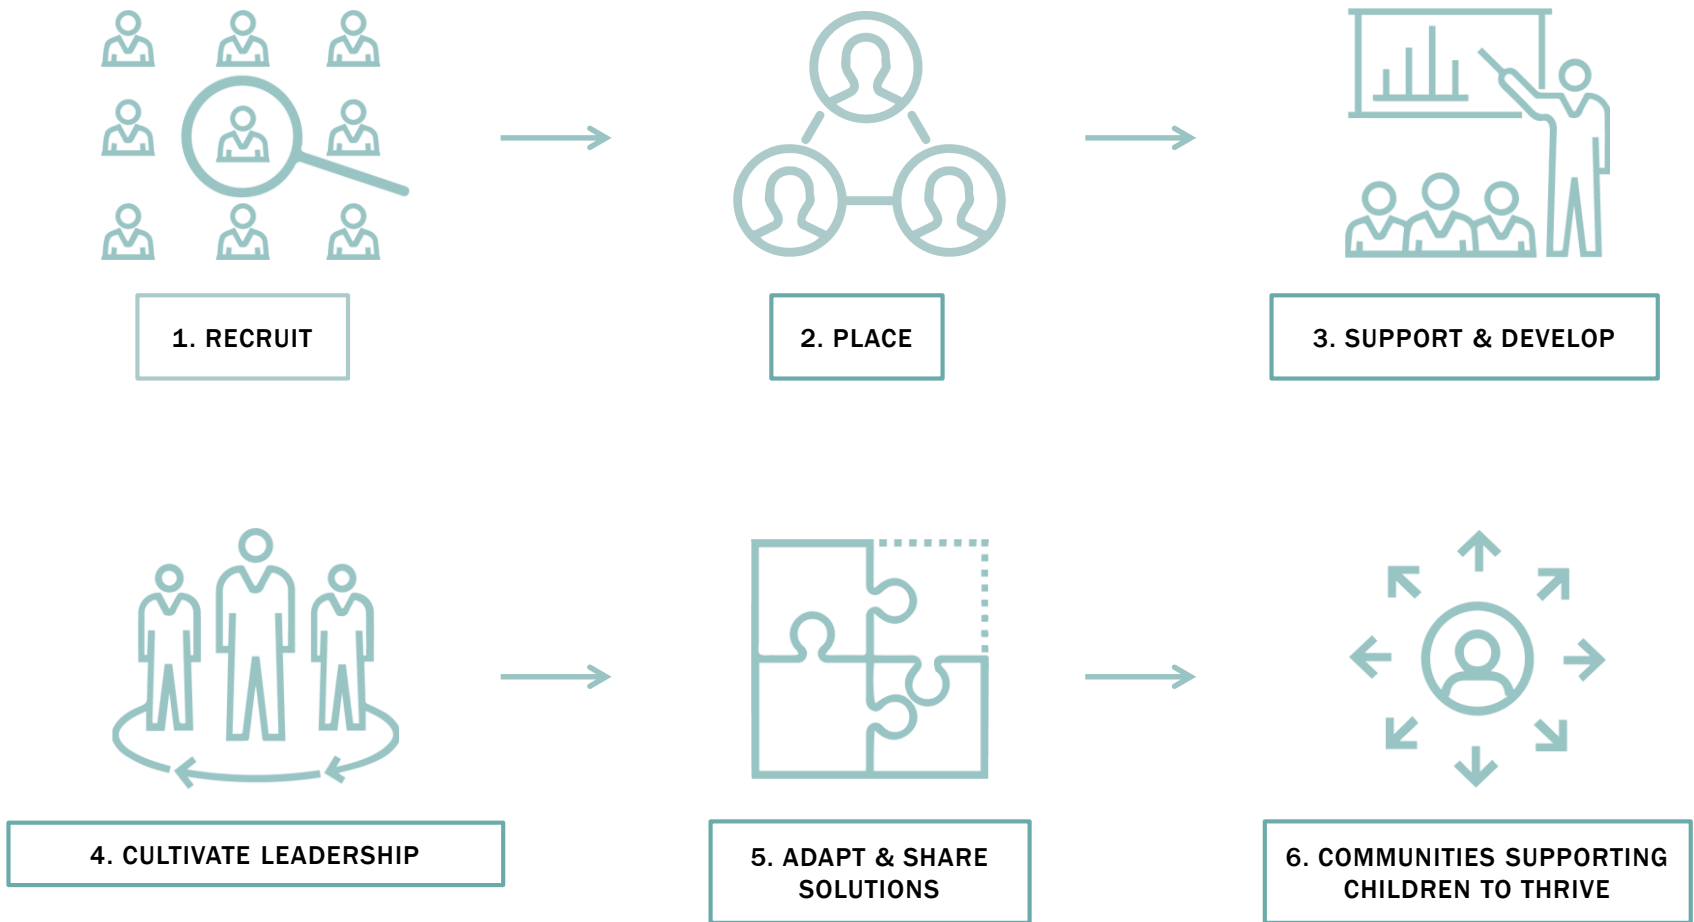 1. RECRUIT
2. PLACE
3. SUPPORT & DEVELOP
4. CULTIVATE LEADERSHIP
5. ADAPT & SHARE
SOLUTIONS
6. COMMUNITIES SUPPORTING
CHILDREN TO THRIVE